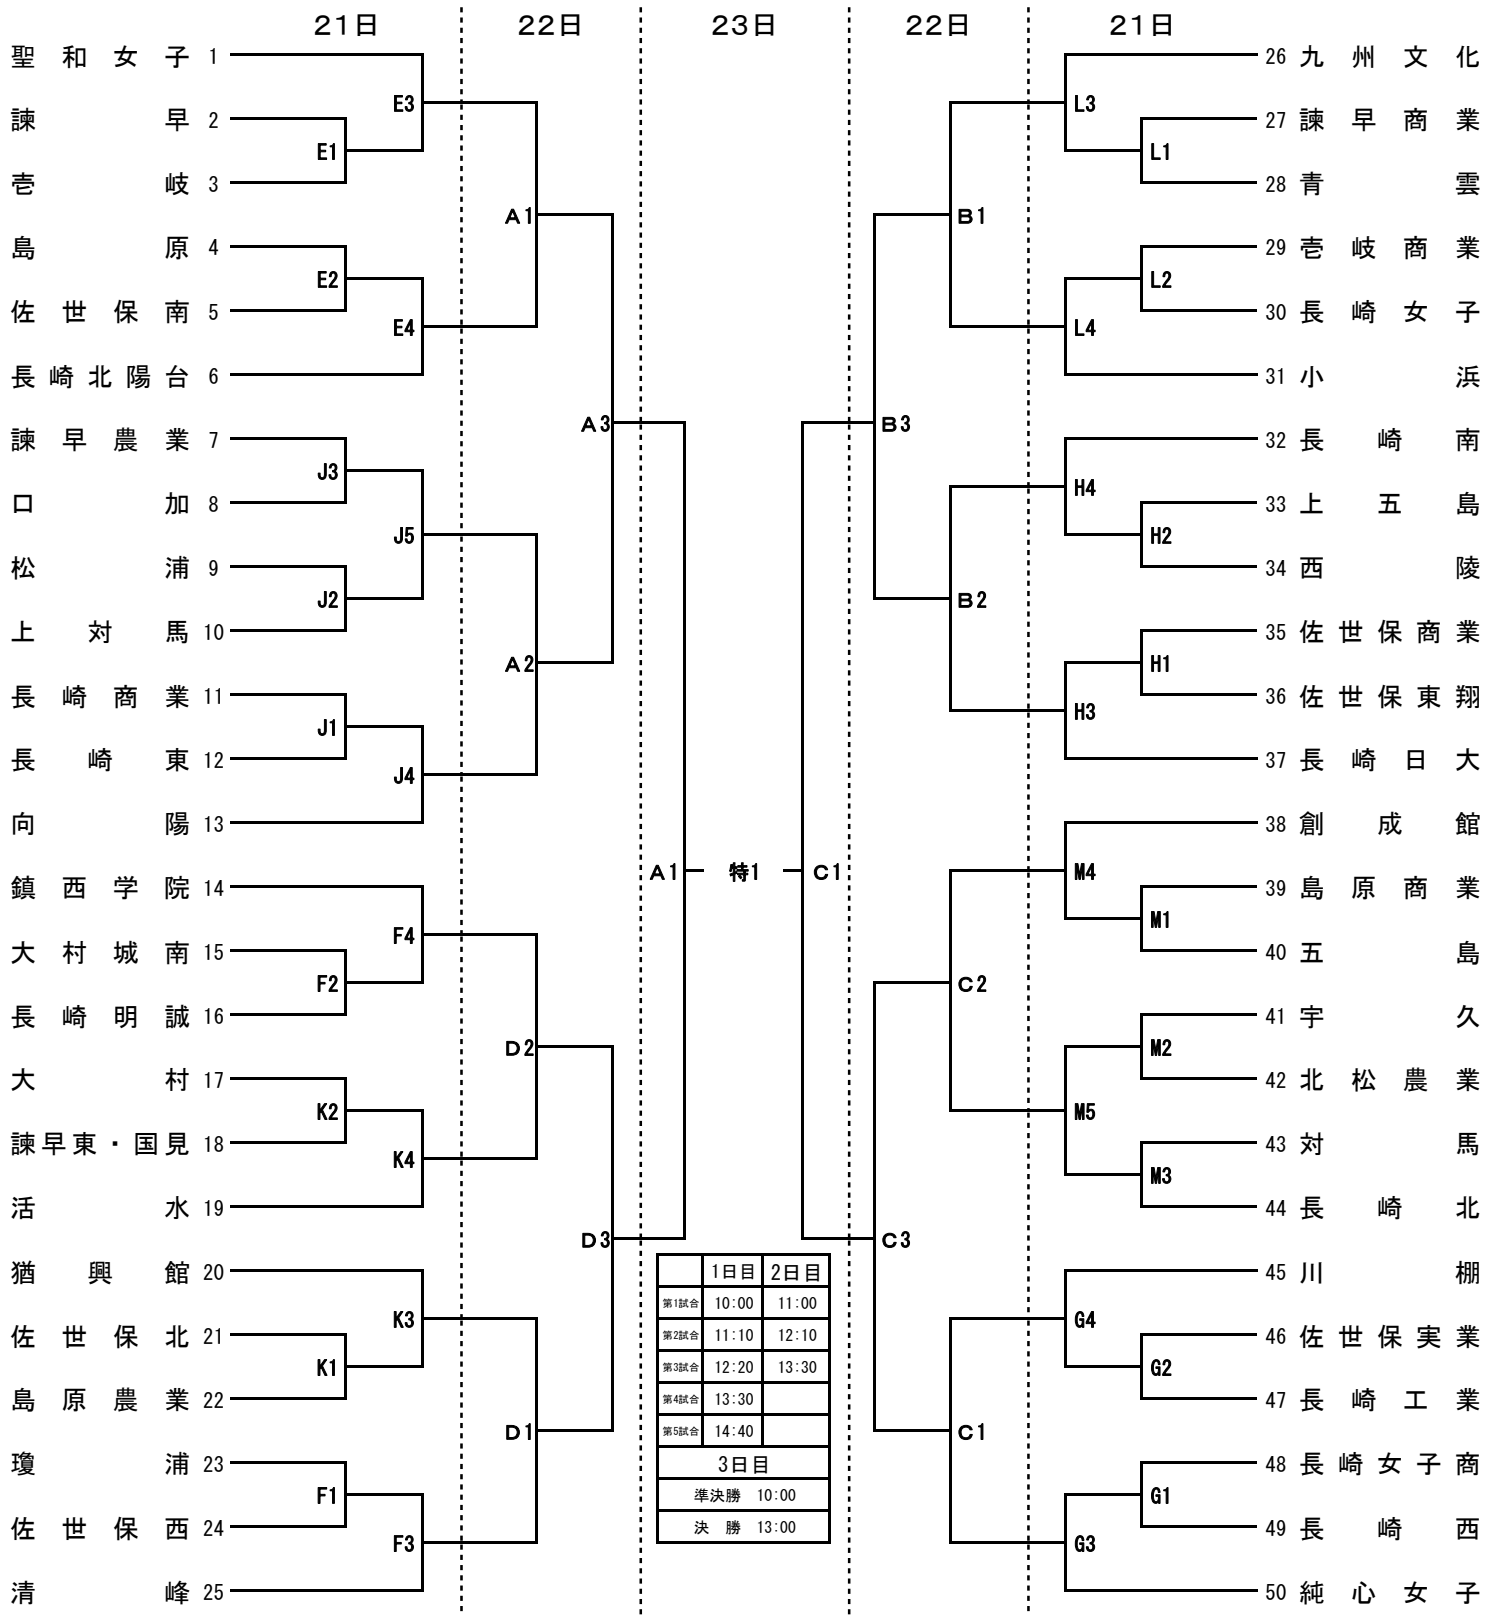 21日 22日 23日 22日 21日
聖和女子 1
諫早 2
壱岐 3
島原 4
佐世保南 5
長崎北陽台 6
諫早農業 7
口加 8
松浦 9
上対馬 10
長崎商業 11
長崎東 12
向陽 13
鎮西学院 14
大村城南 15
長崎明誠 16
大村 17
諫早東・国見 18
活水 19
猶興館 20
佐世保北 21
島原農業 22
瓊浦 23
佐世保西 24
清峰 25
E3
E1
E2
E4
J3
J5
J2
J1
J4
F4
F2
K2
K4
K3
K1
F1
F3
A1
A2
D2
D1
A3
D3
A1 特1 C1
B3
C3
B1
B2
C2
C1
L3
L1
L2
L4
H4
H2
H1
H3
M4
M1
M2
M5
M3
G4
G2
G1
G3
26 九州文化
27 諫早商業
28 青雲
29 壱岐商業
30 長崎女子
31 小浜
32 長崎南
33 上五島
34 西陵
35 佐世保商業
36 佐世保東翔
37 長崎日大
38 創成館
39 島原商業
40 五島
41 宇久
42 北松農業
43 対馬
44 長崎北
45 川棚
46 佐世保実業
47 長崎工業
48 長崎女子商
49 長崎西
50 純心女子
1日目 2日目
第1試合 10:00 11:00
第2試合 11:10 12:10
第3試合 12:20 13:30
第4試合 13:30
第5試合 14:40
3日目
準決勝 10:00
決 勝 13:00